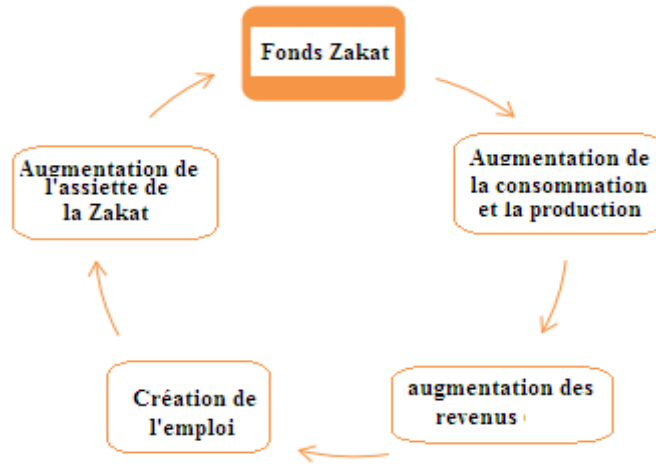 Fonds Zakat
Augmentation de
la consommation
et la production
augmentation des
revenus
Création de
l'emploi
Augmentation de
l'assiette de
la Zakat